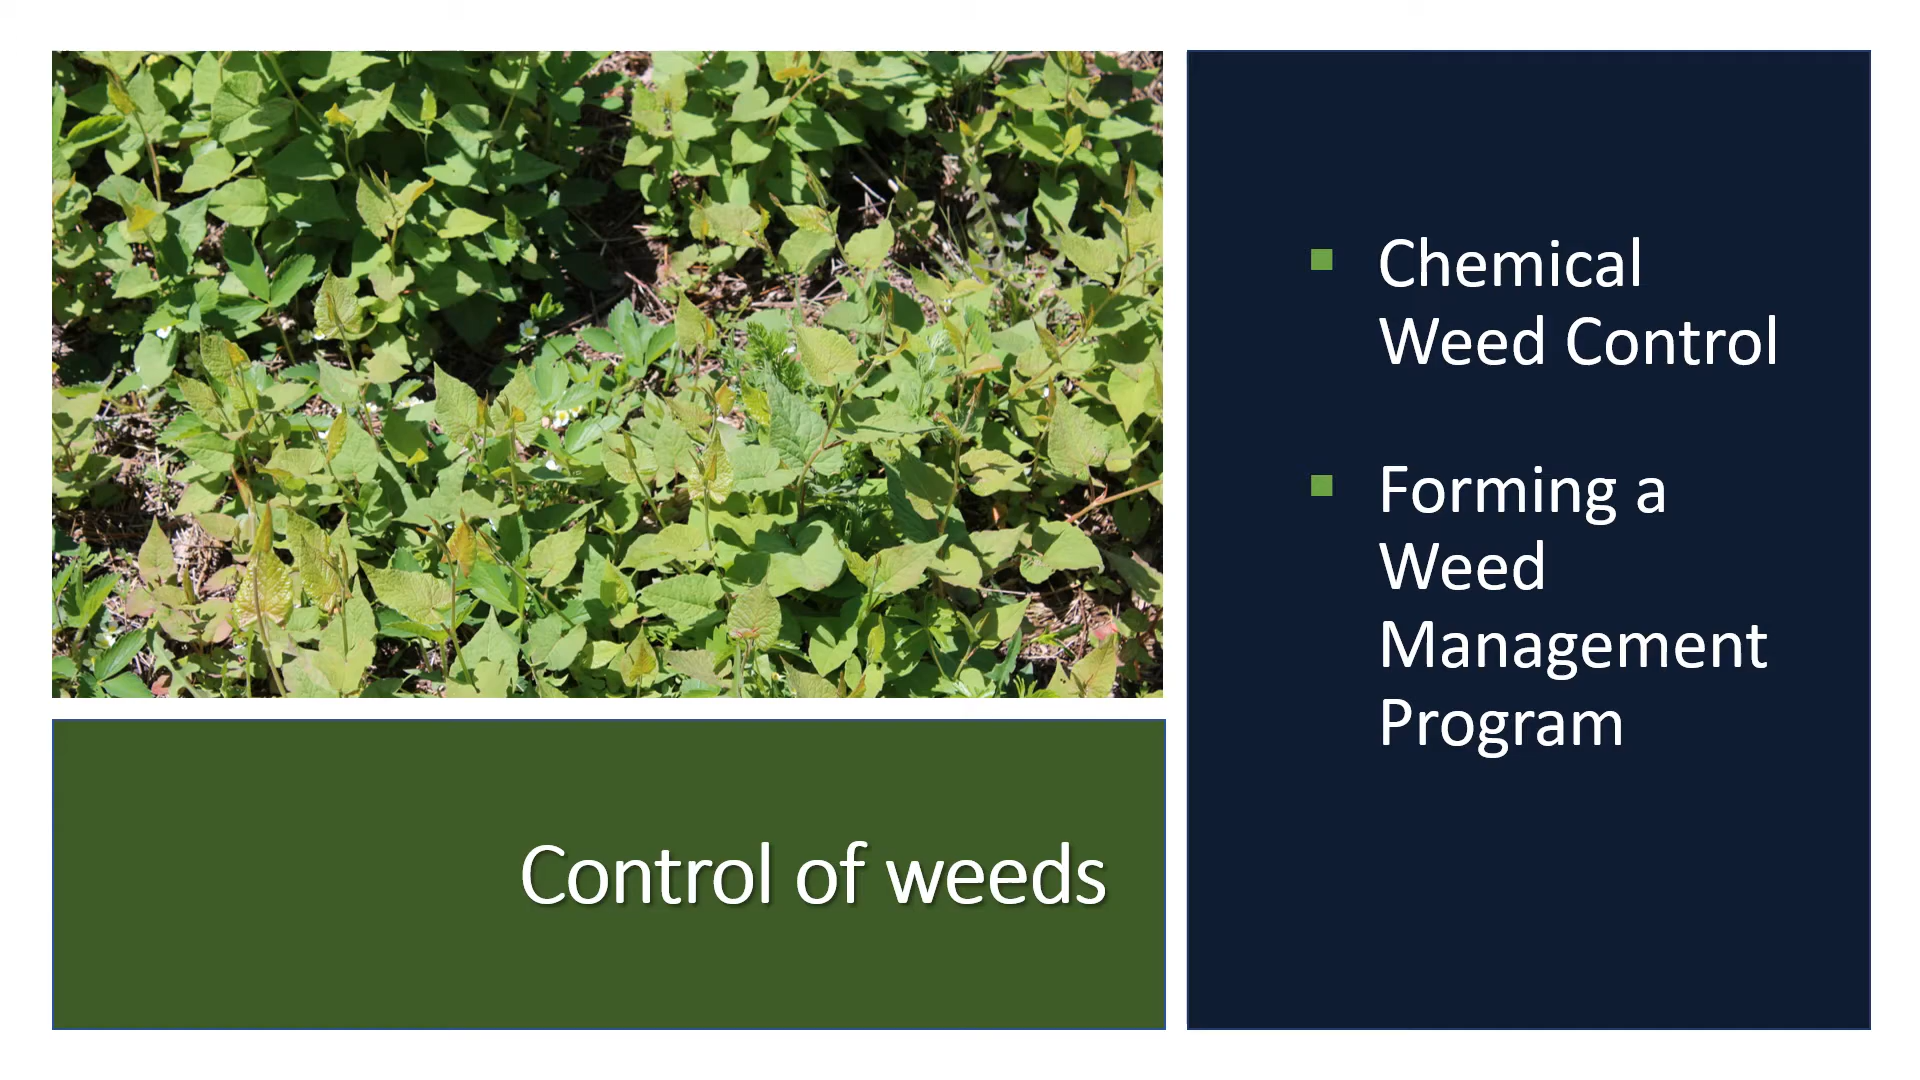 Chemical
Weed Control
Forming a
Weed
Management
Program
Control of weeds